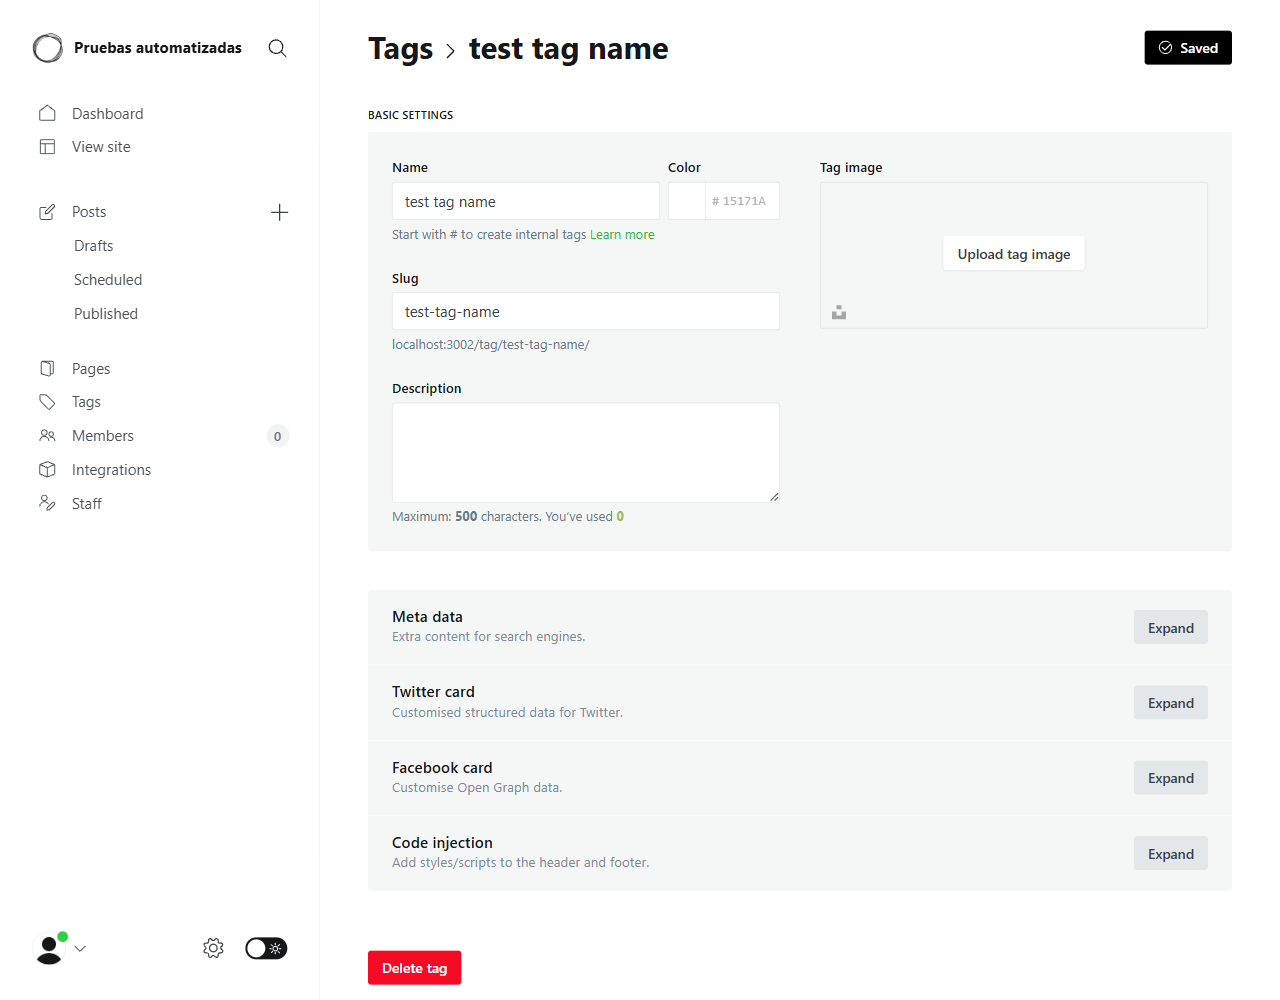 Pruebas automatizadas
Dashboard
View site
Posts
Drafts
Scheduled
Published
Pages
Tags
Members
0
Integrations
Staff
Tags > test tag name
Saved
BASIC SETTINGS
Name
test tag name
Start with # to create internal tags Learn more
Color
# 15171A
Slug
test-tag-name
localhost:3002/tag/test-tag-name/
Description
Maximum: 500 characters. You’ve used 0
Tag image
Upload tag image
Meta data
Extra content for search engines.
Expand
Twitter card
Customised structured data for Twitter.
Expand
Facebook card
Customise Open Graph data.
Expand
Code injection
Add styles/scripts to the header and footer.
Expand
Delete tag